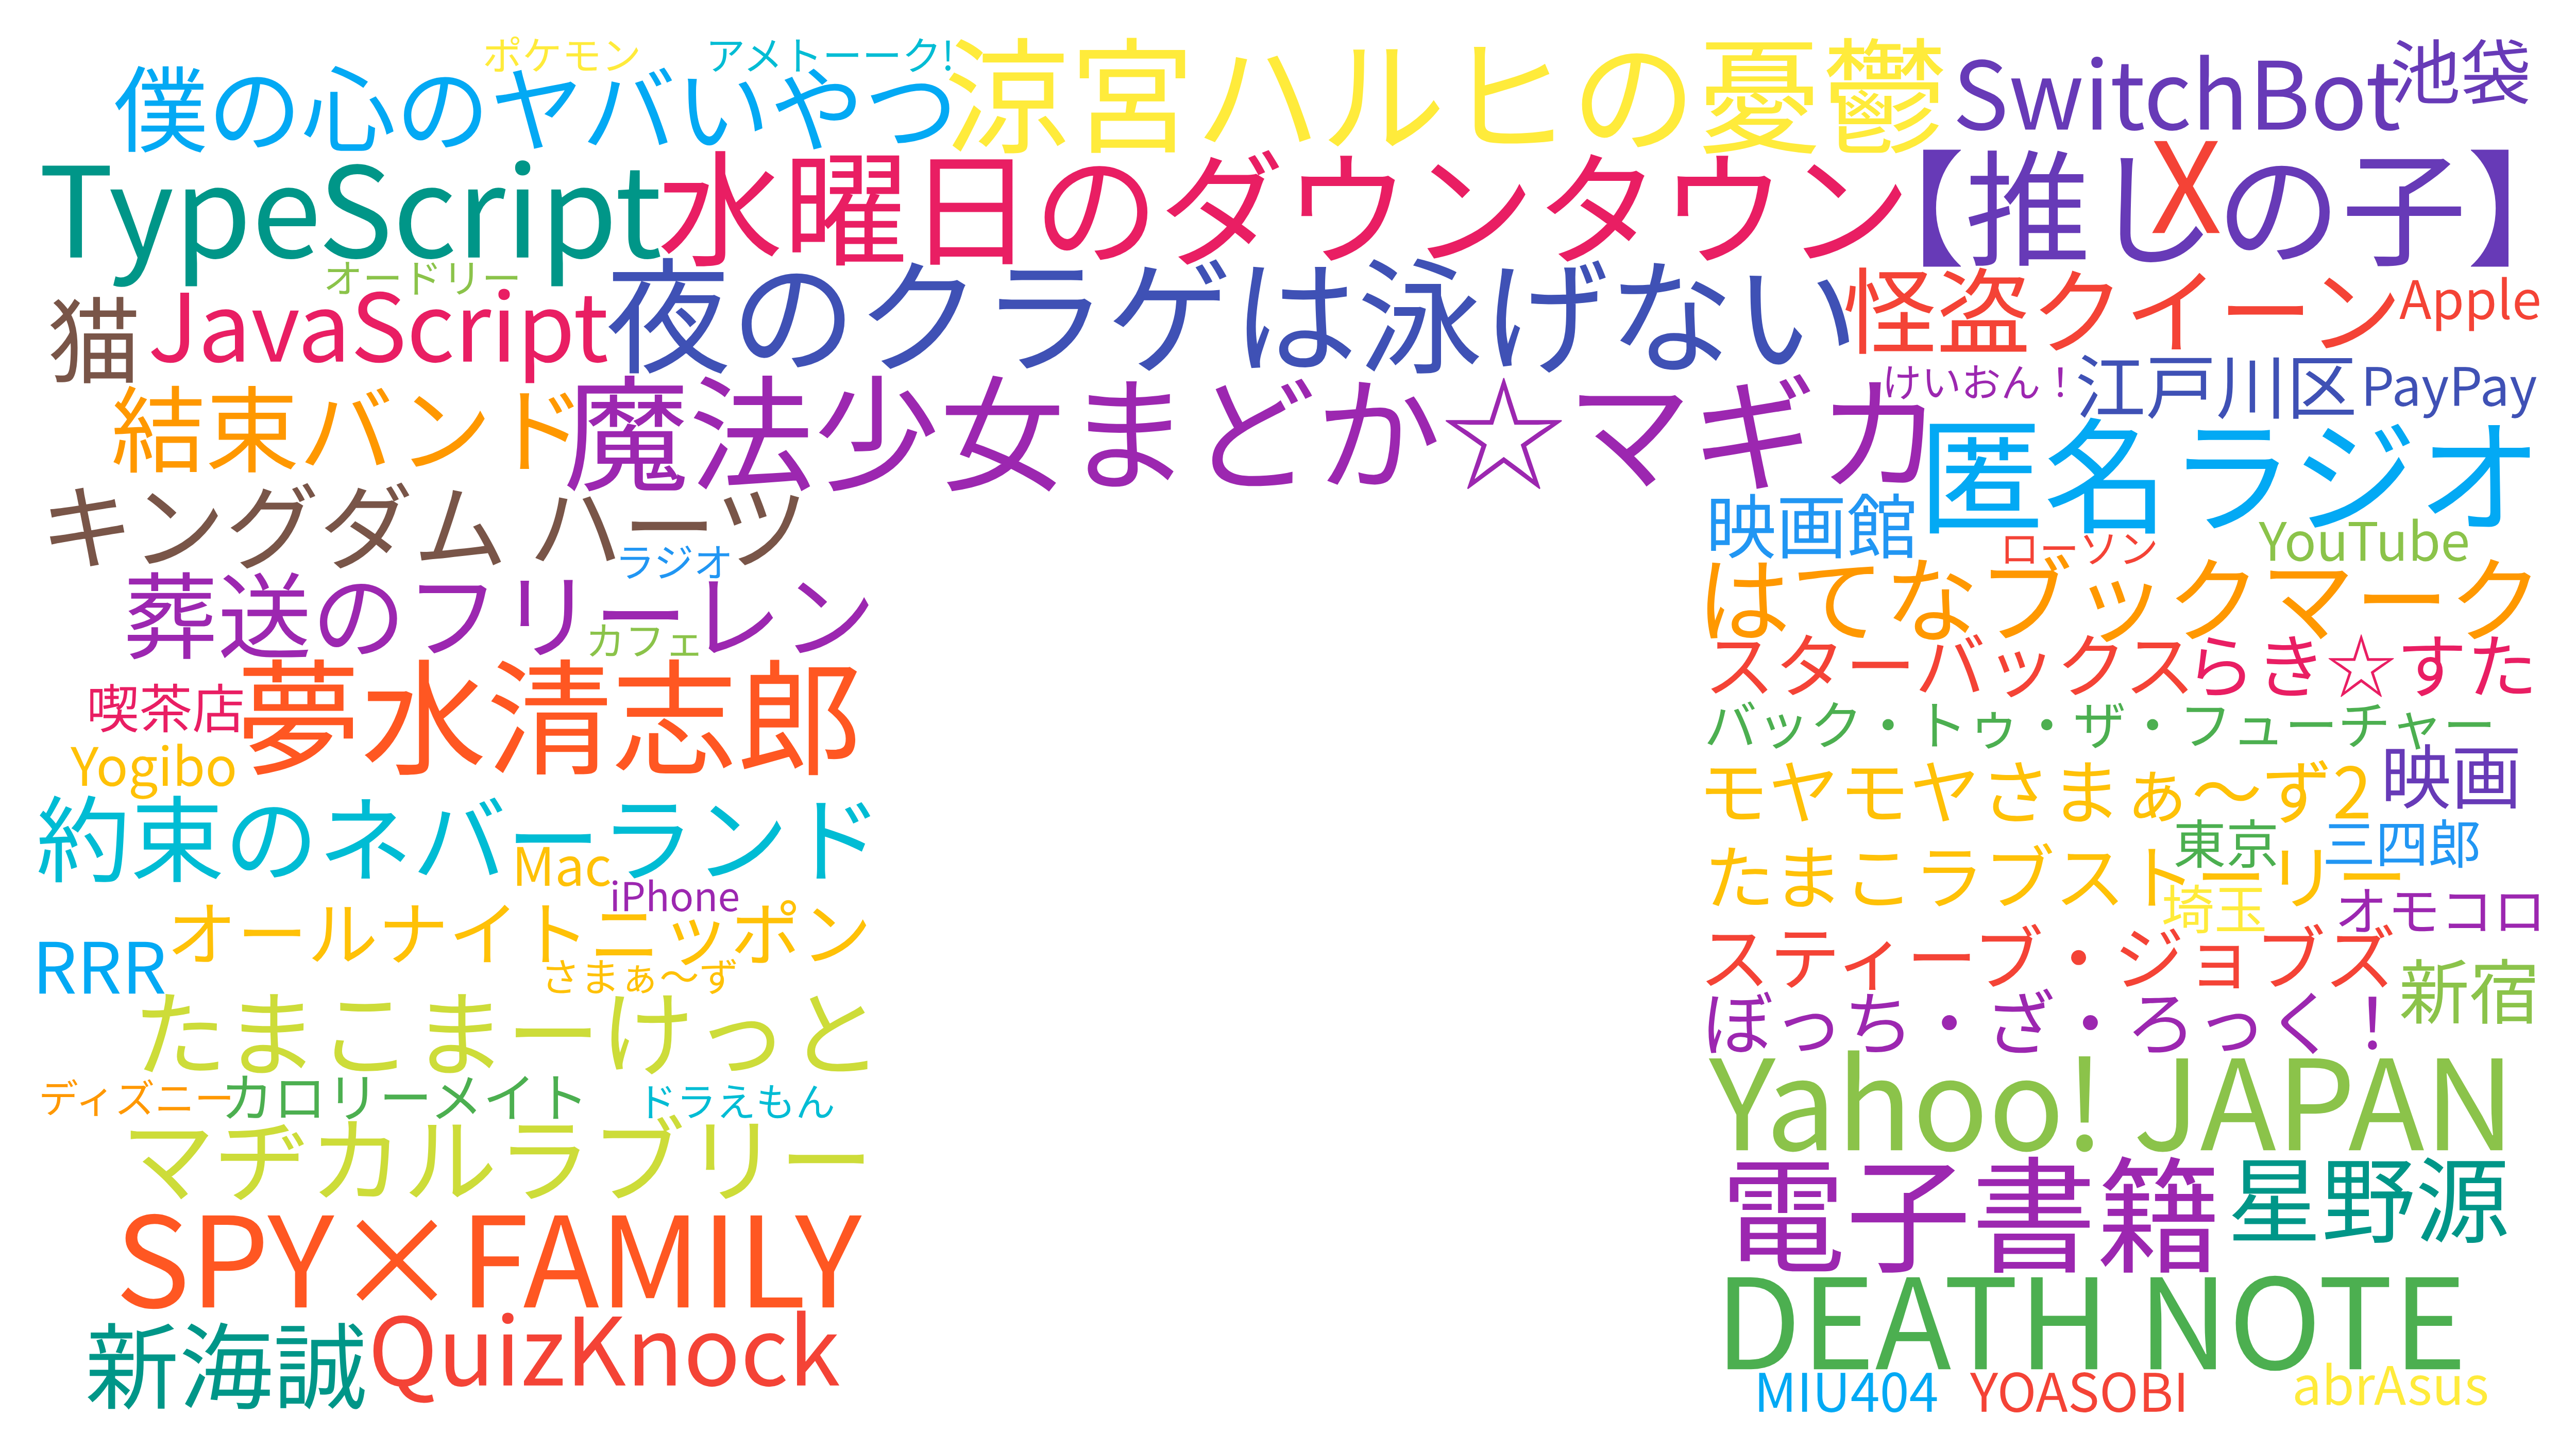 ポケモン
アメトーーク!
僕の心のヤバいやつ
涼宮ハルヒの憂鬱
SwitchBot
池袋
TypeScript
水曜日のダウンタウン
【推しの子】
X
オードリー
猫
JavaScript
夜のクラゲは泳げない
怪盗クイーン
Apple
結束バンド
魔法少女まどか☆マギカ
けいおん！
江戸川区
PayPay
匿名ラジオ
キングダム ハーツ
ラジオ
映画館
ローソン
YouTube
葬送のフリーレン
カフェ
はてなブックマーク
スターバックス
らき☆すた
喫茶店
夢水清志郎
バック・トゥ・ザ・フューチャー
Yogibo
モヤモヤさまぁ～ず2
映画
約束のネバーランド
Mac
iPhone
東京
三四郎
たまこラブストーリー
埼玉
オモコロ
オールナイトニッポン
RRR
さまぁ～ず
スティーブ・ジョブズ
新宿
たまこまーけっと
ぼっち・ざ・ろっく！
ディズニー
カロリーメイト
ドラえもん
Yahoo! JAPAN
マヂカルラブリー
電子書籍
星野源
SPY×FAMILY
DEATH NOTE
新海誠
QuizKnock
MIU404
YOASOBI
abrAsus